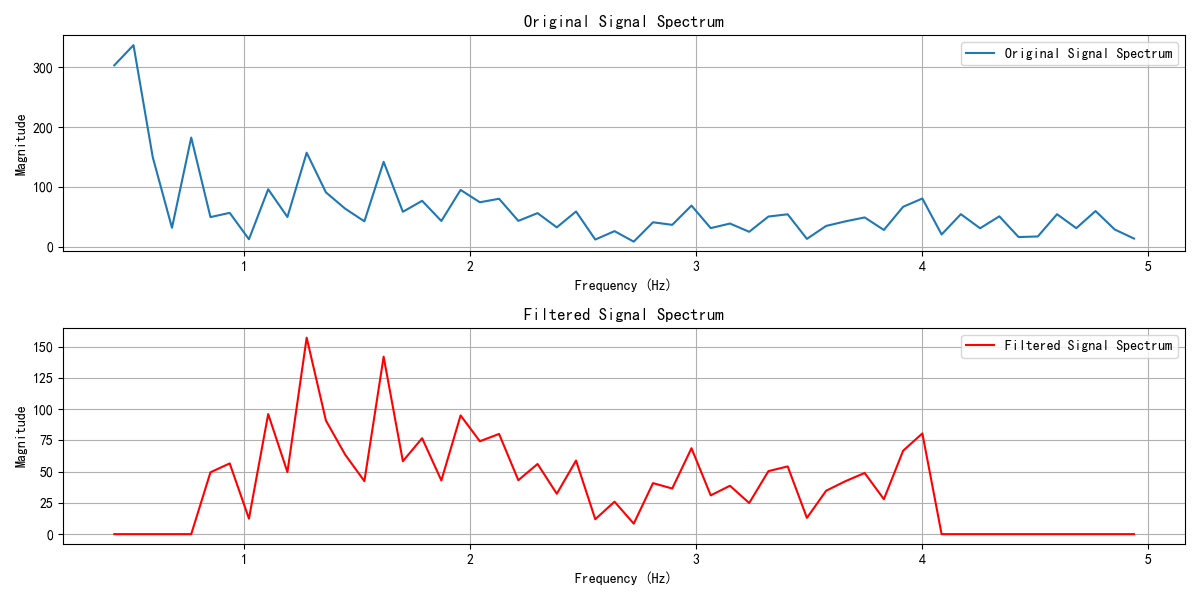 Original Signal Spectrum
Original Signal Spectrum
Magnitude
300
200
100
0
1 2 3 4 5
Frequency (Hz)
Filtered Signal Spectrum
Filtered Signal Spectrum
Magnitude
150
125
100
75
50
25
0
1 2 3 4 5
Frequency (Hz)